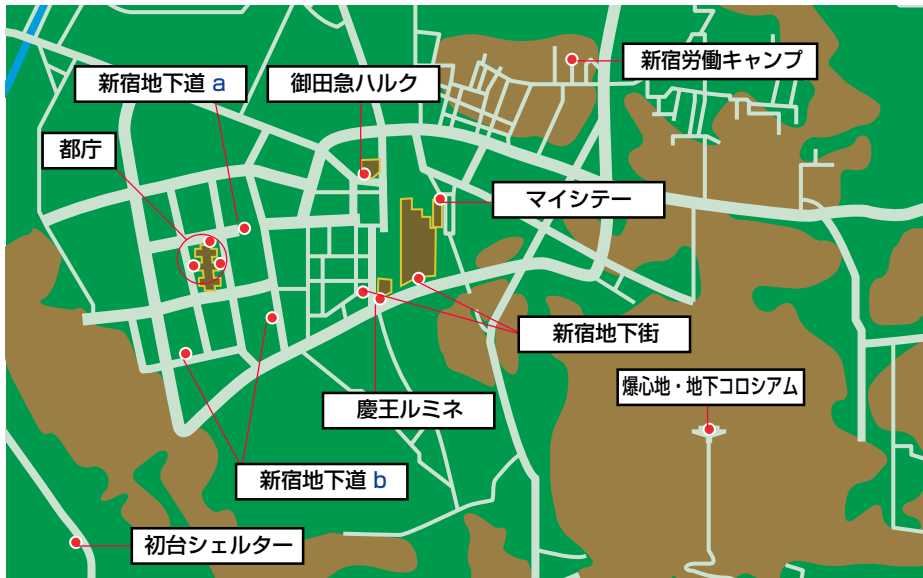 新宿地下道 a
御田急ハルク
新宿労働キャンプ
都庁
マイシテー
新宿地下街
爆心地・地下コロシアム
慶王ルミネ
新宿地下道 b
初台シェルター